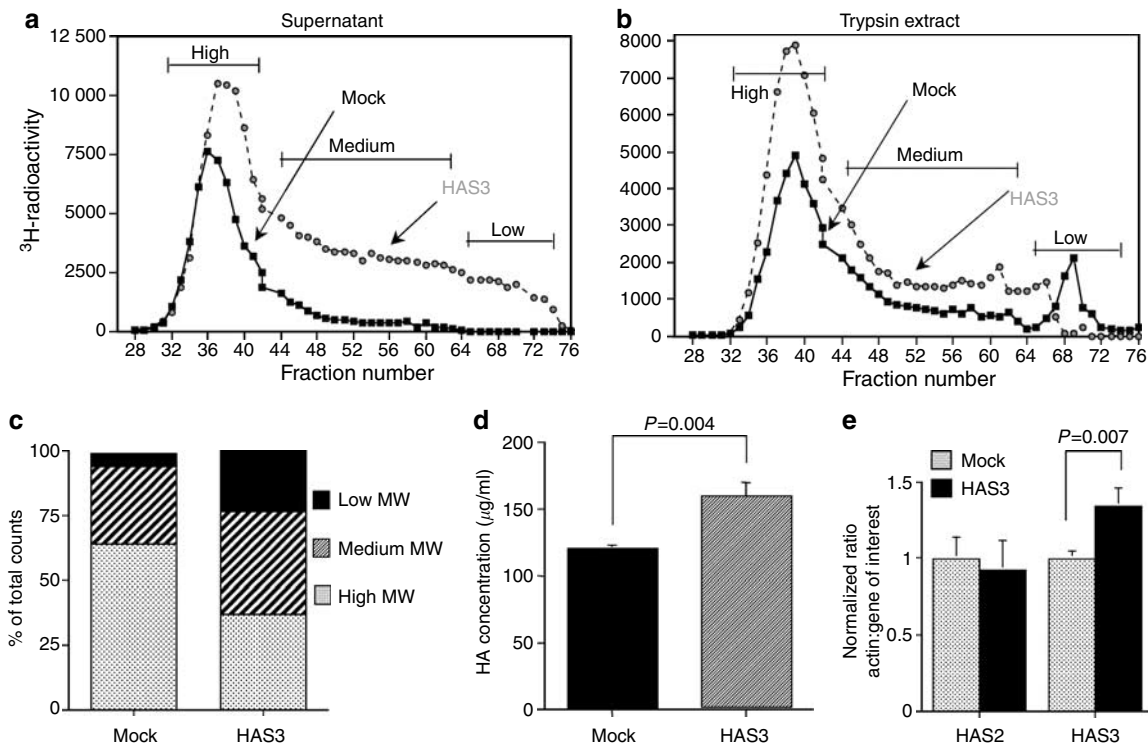 a
Supernatant
12 500
10 000
7500
5000
2500
0
³H-radioactivity
High
Mock
Medium
HAS3
Low
28 32 36 40 44 48 52 56 60 64 68 72 76
Fraction number
b
Trypsin extract
8000
7000
6000
5000
4000
3000
2000
1000
0
High
Mock
Medium
HAS3
Low
28 32 36 40 44 48 52 56 60 64 68 72 76
Fraction number
c
100
75
50
25
0
% of total counts
Low MW
Medium MW
High MW
Mock HAS3
d
P=0.004
200
150
100
50
0
HA concentration (μg/ml)
Mock HAS3
e
P=0.007
Mock
HAS3
1.5
1
0.5
0
Normalized ratio
actin:gene of interest
HAS2 HAS3